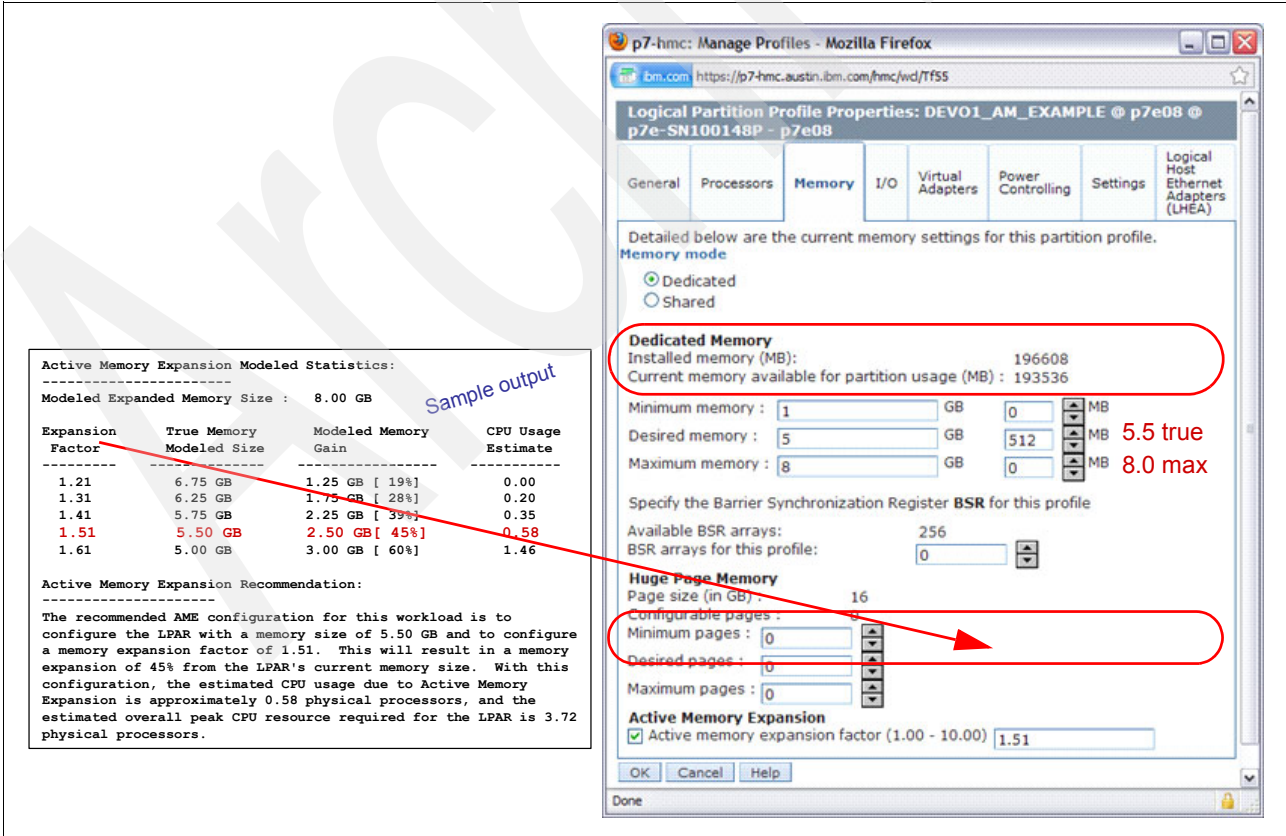 Archi
Active Memory Expansion Modeled Statistics:
-----------------------
Modeled Expanded Memory Size :   8.00 GB
Sample output
Expansion   True Memory   Modeled Memory   CPU Usage
Factor   Modeled Size   Gain   Estimate
---------   --------------   -----------------   -----------
1.21   6.75 GB   1.25 GB [ 19%]   0.00
1.31   6.25 GB   1.75 GB [ 28%]   0.20
1.41   5.75 GB   2.25 GB [ 39%]   0.35
1.51   5.50 GB   2.50 GB[ 45%]   0.58
1.61   5.00 GB   3.00 GB [ 60%]   1.46
Active Memory Expansion Recommendation:
---------------------
The recommended AME configuration for this workload is to
configure the LPAR with a memory size of 5.50 GB and to configure
a memory expansion factor of 1.51.  This will result in a memory
expansion of 45% from the LPAR's current memory size.  With this
configuration, the estimated CPU usage due to Active Memory
Expansion is approximately 0.58 physical processors, and the
estimated overall peak CPU resource required for the LPAR is 3.72
physical processors.
p7-hmc: Manage Profiles - Mozilla Firefox
ibm.com https://p7-hmc.austin.ibm.com/hmc/wcl/Tf55
Logical Partition Profile Properties: DEVO1_AM_EXAMPLE @ p7e08 @
p7e-SN100148P - p7e08
General Processors Memory I/O Virtual Adapters Power Controlling Settings Logical Host Ethernet Adapters (LHEA)
Detailed below are the current memory settings for this partition profile.
Memory mode
Dedicated
Shared
Dedicated Memory
Installed memory (MB): 196608
Current memory available for partition usage (MB) : 193536
Minimum memory : 1 GB 0 MB
Desired memory : 5 GB 512 MB 5.5 true
Maximum memory : 8 GB 0 MB 8.0 max
Specify the Barrier Synchronization Register BSR for this profile
Available BSR arrays: 256
BSR arrays for this profile: 0
Huge Page Memory
Page size (in GB) : 16
Configurable pages : 0
Minimum pages : 0
Desired pages : 0
Maximum pages : 0
Active Memory Expansion
Active memory expansion factor (1.00 - 10.00) 1.51
OK Cancel Help
Done